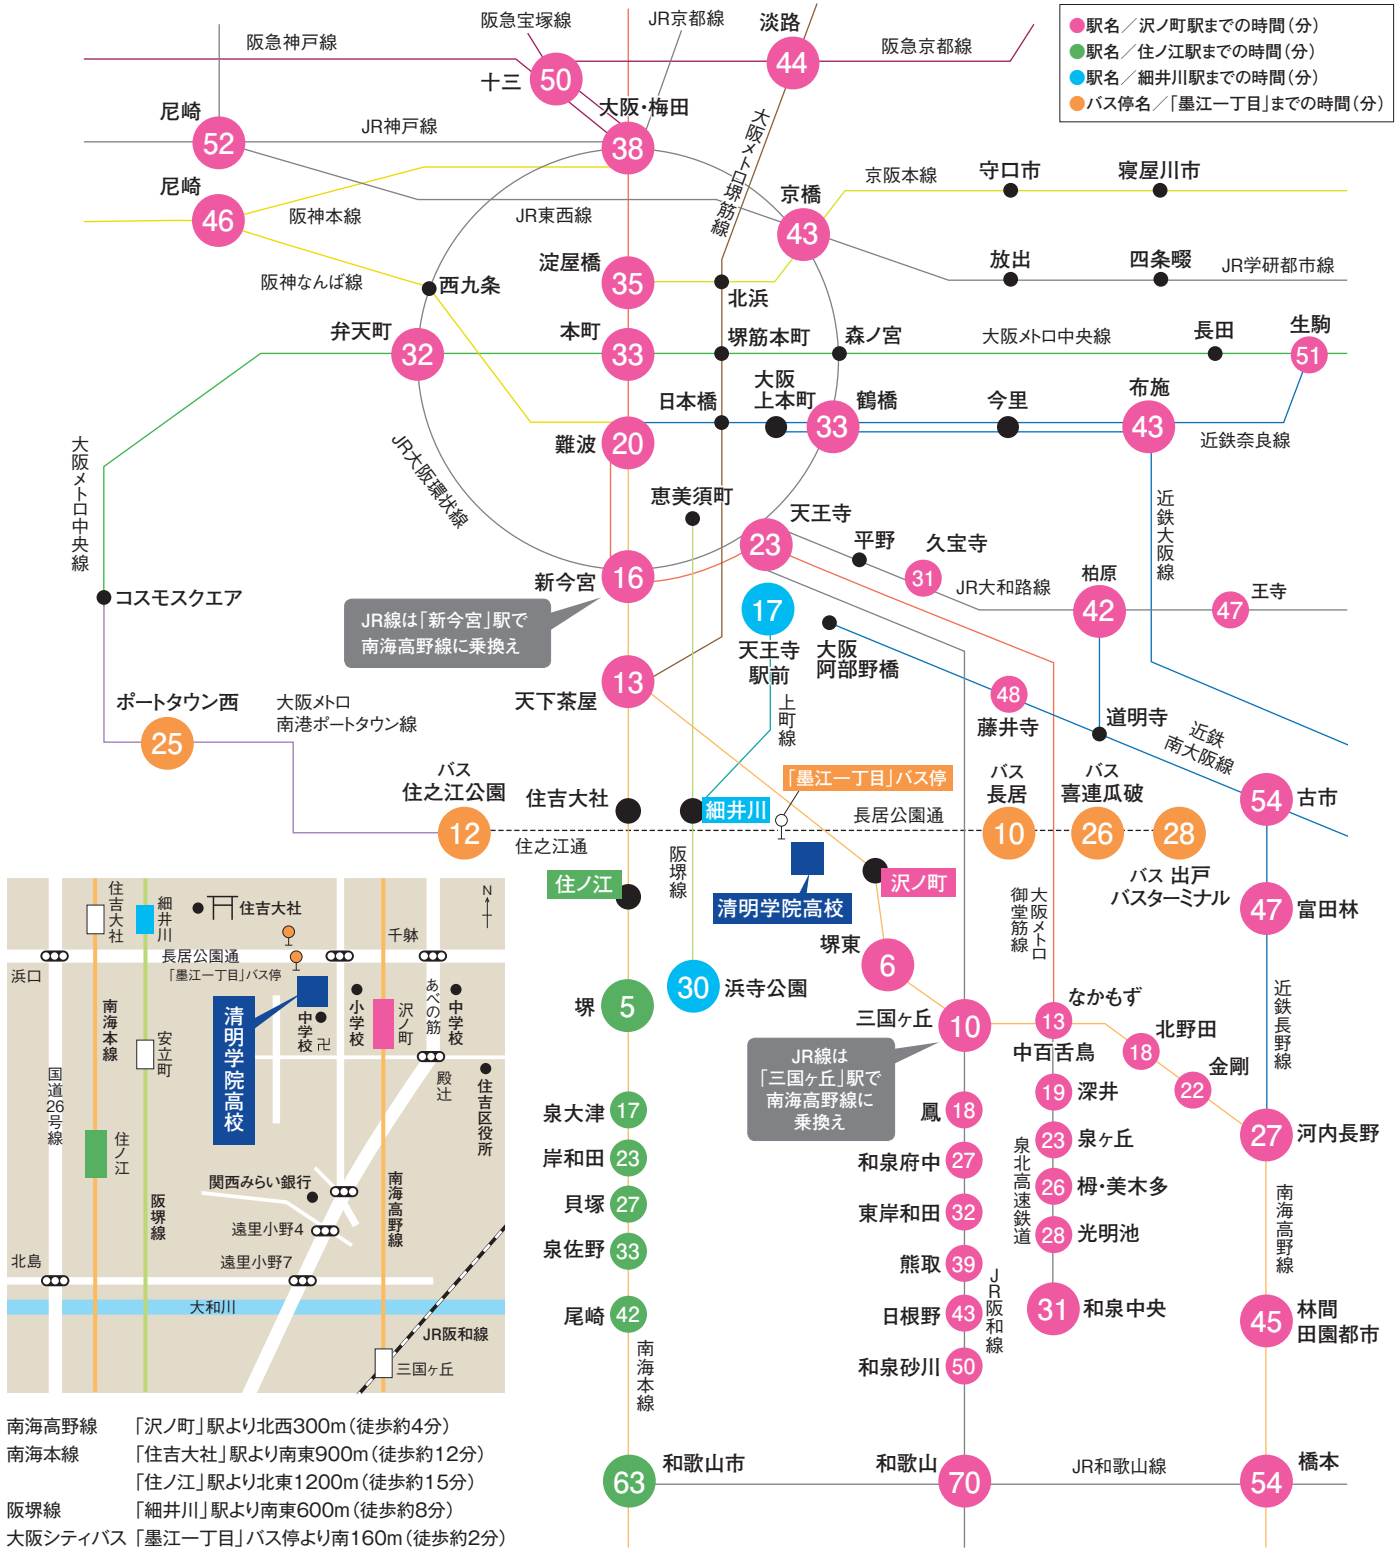 駅名／沢ノ町駅までの時間（分）
駅名／住ノ江駅までの時間（分）
駅名／細井川駅までの時間（分）
バス停名／「墨江一丁目」までの時間（分）
阪急神戸線
阪急宝塚線
JR京都線
淡路
44
阪急京都線
十三
50
大阪・梅田
38
尼崎
52
JR神戸線
大阪メトロ堺筋線
尼崎
46
阪神本線
JR東西線
京橋
43
京阪本線
守口市
寝屋川市
阪神なんば線
西九条
淀屋橋
35
北浜
放出
四条畷
JR学研都市線
弁天町
32
本町
33
堺筋本町
森ノ宮
大阪メトロ中央線
長田
生駒
51
日本橋
大阪
上本町
鶴橋
33
今里
布施
43
近鉄奈良線
難波
20
大阪メトロ中央線
JR大阪環状線
恵美須町
天王寺
23
平野
久宝寺
31
JR大和路線
柏原
42
王寺
47
近鉄大阪線
新今宮
16
JR線は「新今宮」駅で
南海高野線に乗換え
コスモスクエア
17
天王寺
駅前
大阪
阿部野橋
天下茶屋
13
上町線
48
藤井寺
道明寺
近鉄
南大阪線
ポートタウン西
25
大阪メトロ
南港ポートタウン線
バス
住之江公園
12
住之江通
住吉大社
細井川
「墨江一丁目」バス停
長居公園通
バス
長居
10
バス
喜連瓜破
26
28
バス 出戸
バスターミナル
54
古市
住ノ江
阪堺線
清明学院高校
沢ノ町
大阪メトロ
御堂筋線
47
富田林
堺東
6
堺
5
30
浜寺公園
三国ヶ丘
10
なかもず
13
中百舌鳥
北野田
18
金剛
22
近鉄長野線
JR線は
「三国ヶ丘」駅で
南海高野線に
乗換え
27
河内長野
泉大津
17
岸和田
23
貝塚
27
泉佐野
33
尾崎
42
南海本線
63
和歌山市
鳳
18
和泉府中
27
東岸和田
32
熊取
39
日根野
43
和泉砂川
50
JR阪和線
和歌山
70
19
深井
23
泉ヶ丘
26
栂・美木多
28
光明池
31
和泉中央
泉北高速鉄道
南海高野線
45
林間
田園都市
JR和歌山線
54
橋本
住吉大社
細井川
住吉大社
N
千躰
浜口
長居公園通
「墨江一丁目」バス停
南海本線
清明学院高校
中学校
卍
小学校
沢ノ町
あべの筋
中学校
安立町
国道26号線
殿辻
住吉区役所
住ノ江
関西みらい銀行
阪堺線
遠里小野4
南海高野線
北島
遠里小野7
大和川
JR阪和線
三国ヶ丘
南海高野線 「沢ノ町」駅より北西300m（徒歩約4分）
南海本線 「住吉大社」駅より南東900m（徒歩約12分）
「住ノ江」駅より北東1200m（徒歩約15分）
阪堺線 「細井川」駅より南東600m（徒歩約8分）
大阪シティバス 「墨江一丁目」バス停より南160m（徒歩約2分）